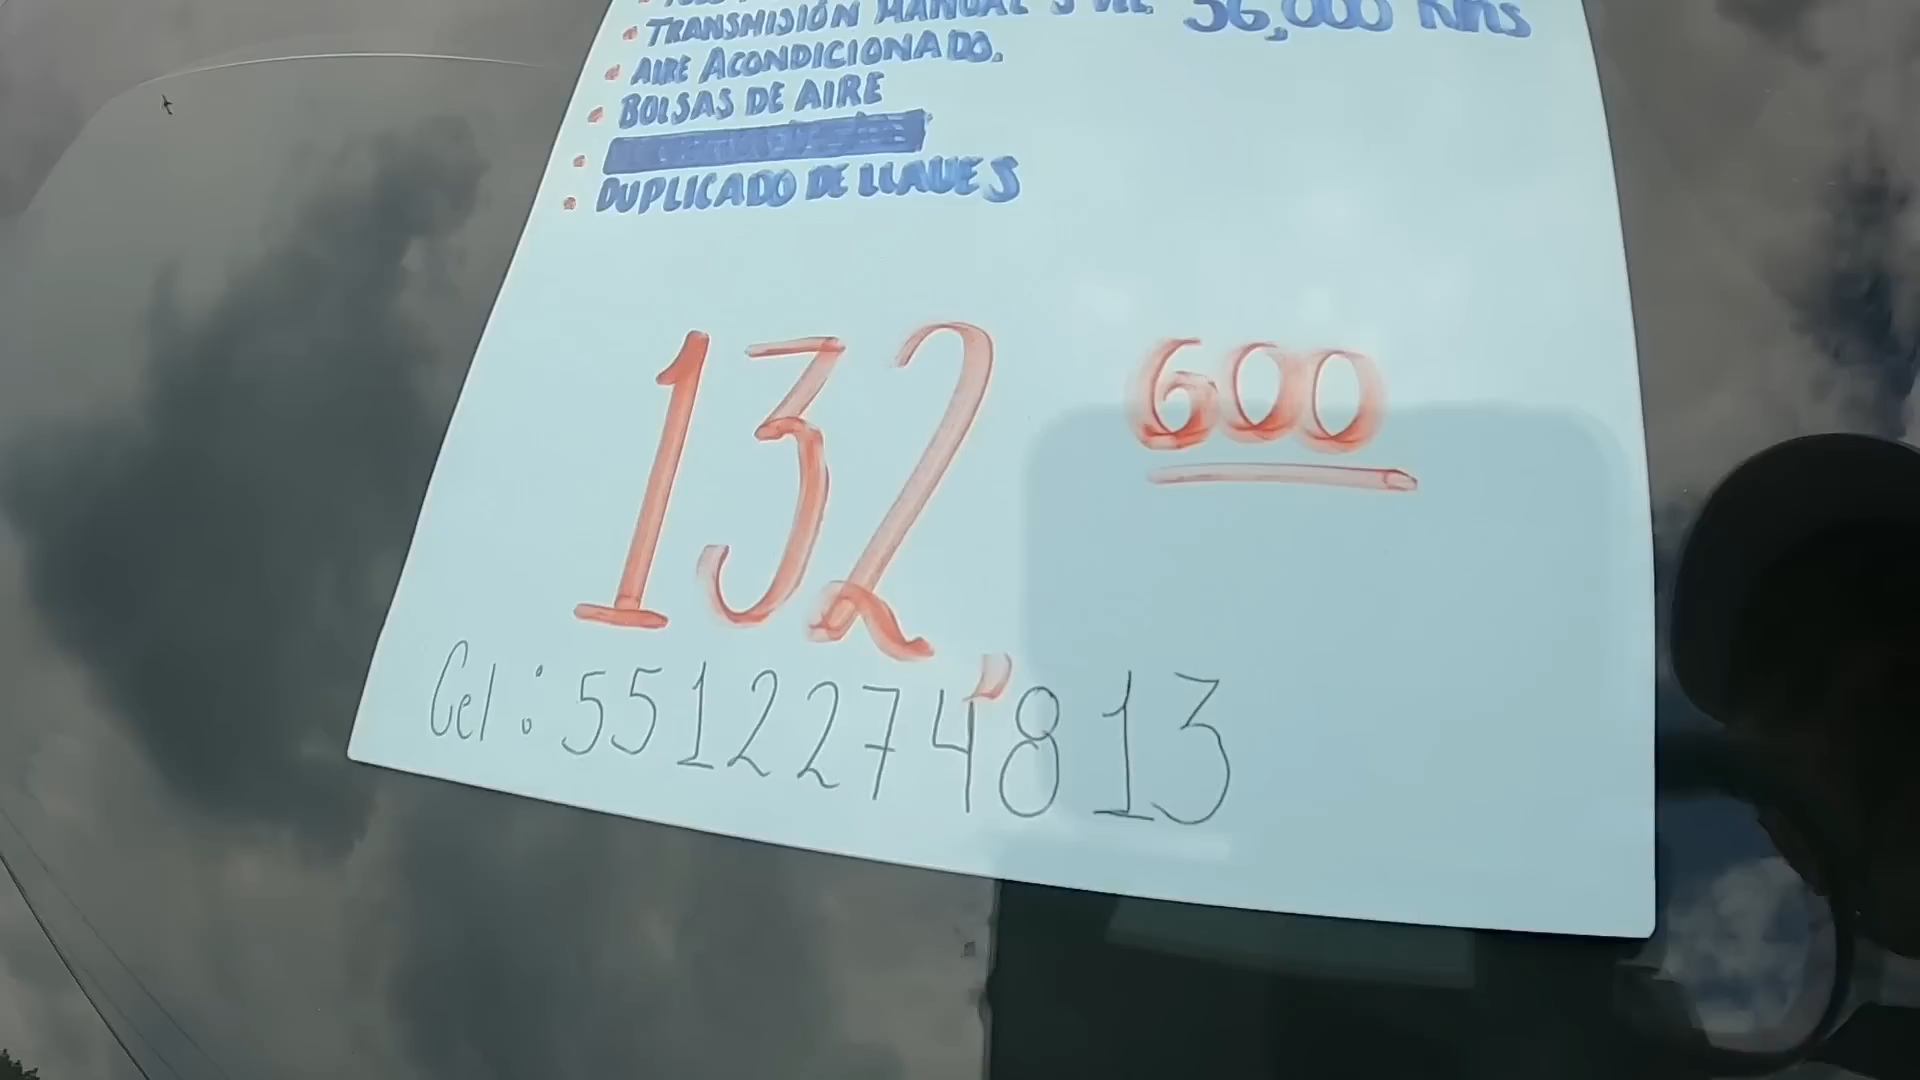 TRANSMISIÓN MANUAL 5 VEL
56,000 KMS
AIRE ACONDICIONADO.
BOLSAS DE AIRE
DUPLICADO DE LLAVES
132,600
Cel: 5512274813